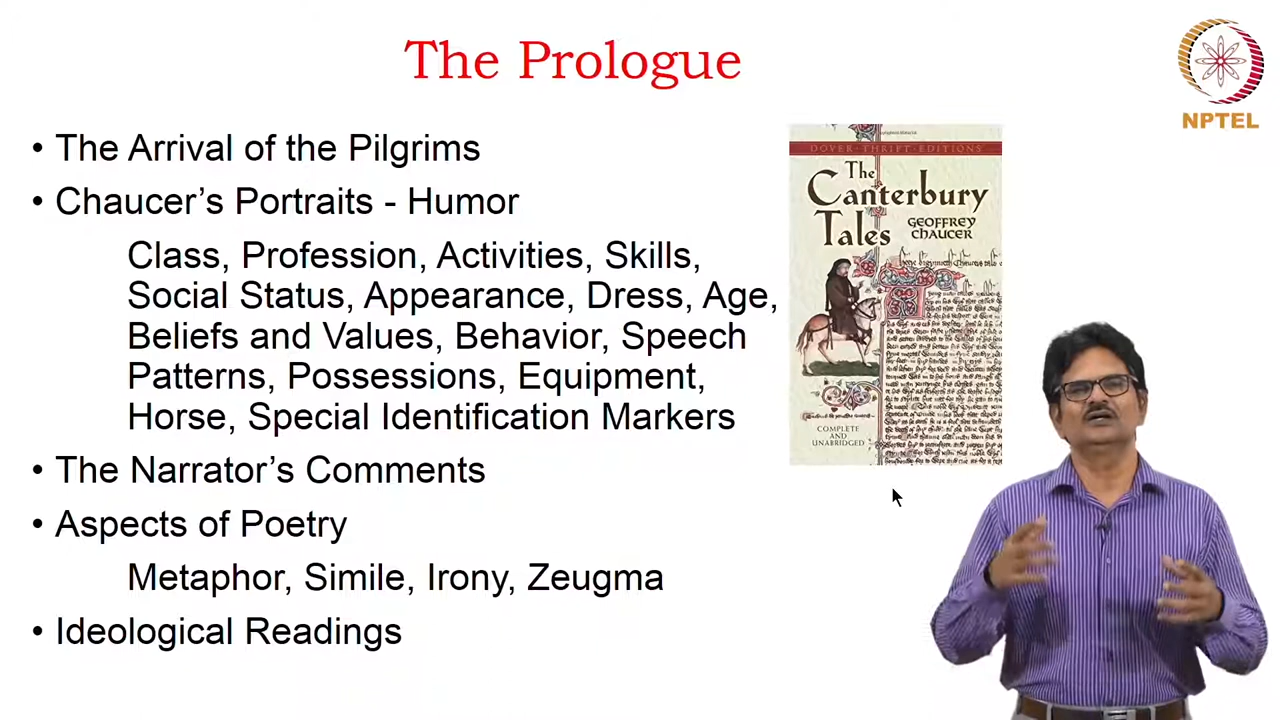 The Prologue
NPTEL
• The Arrival of the Pilgrims
• Chaucer’s Portraits - Humor
Class, Profession, Activities, Skills,
Social Status, Appearance, Dress, Age,
Beliefs and Values, Behavior, Speech
Patterns, Possessions, Equipment,
Horse, Special Identification Markers
• The Narrator’s Comments
• Aspects of Poetry
Metaphor, Simile, Irony, Zeugma
• Ideological Readings
DOVER·THRIFT·EDITIONS
The
Canterbury
Tales
GEOFFREY
CHAUCER
COMPLETE
AND
UNABRIDGED